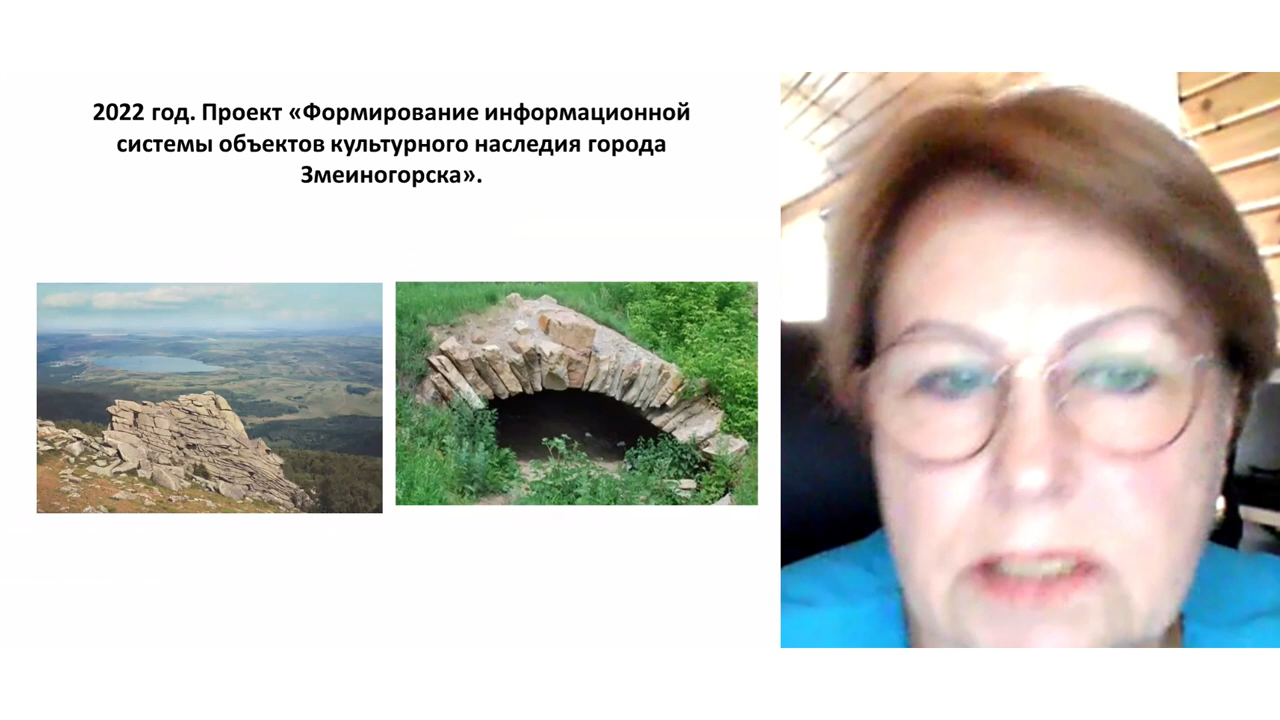 2022 год. Проект «Формирование информационной
системы объектов культурного наследия города
Змеиногорска».